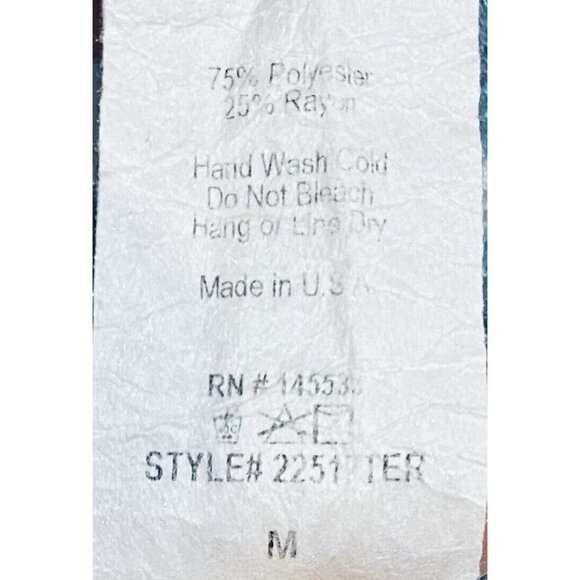 75% Polyester
25% Rayon
Hand Wash Cold
Do Not Bleach
Hang or Line Dry
Made in U.S.A.
RN #
STYLE#
M